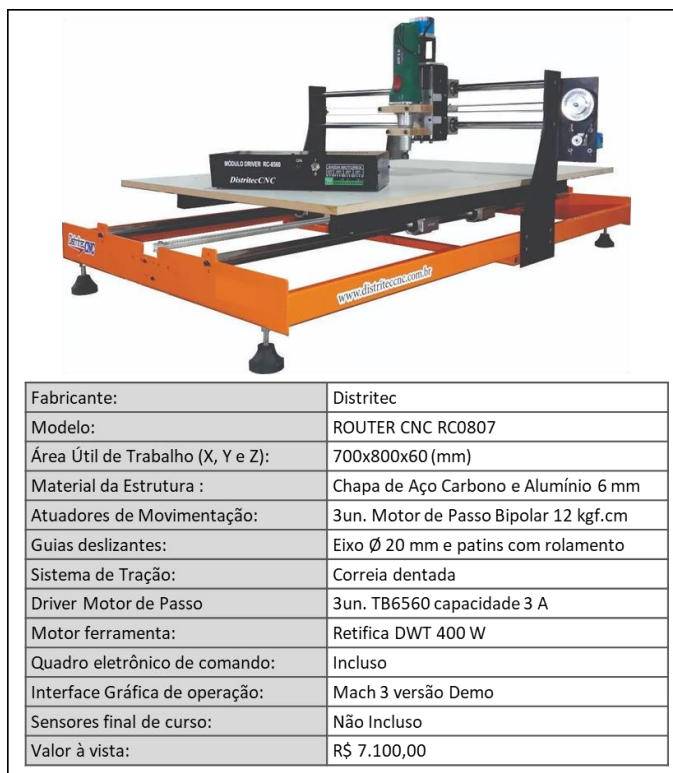 MÓDULO DRIVER RC-6560
DistritecCNC
www.distriteccnc.com.br
Fabricante: Distritec
Modelo: ROUTER CNC RC0807
Área Útil de Trabalho (X, Y e Z): 700x800x60 (mm)
Material da Estrutura : Chapa de Aço Carbono e Alumínio 6 mm
Atuadores de Movimentação: 3un. Motor de Passo Bipolar 12 kgf.cm
Guias deslizantes: Eixo Ø 20 mm e patins com rolamento
Sistema de Tração: Correia dentada
Driver Motor de Passo 3un. TB6560 capacidade 3 A
Motor ferramenta: Retifica DWT 400 W
Quadro eletrônico de comando: Incluso
Interface Gráfica de operação: Mach 3 versão Demo
Sensores final de curso: Não Incluso
Valor à vista: R$ 7.100,00